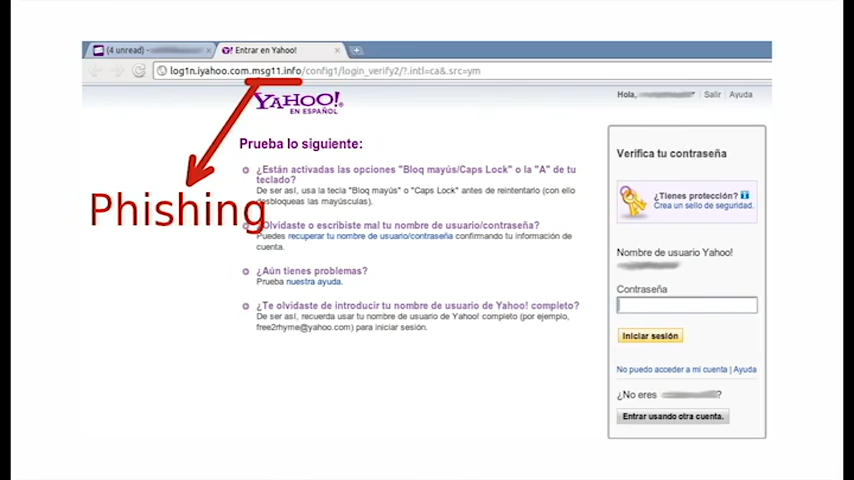 (4 unread) -
Entrar en Yahoo!
log1n.iyahoo.com.msg11.info/config1/login_verify2/?.intl=ca&.src=ym
YAHOO!
EN ESPAÑOL
Hola,
Salir | Ayuda
Phishing
Prueba lo siguiente:
¿Están activadas las opciones "Bloq mayús/Caps Lock" o la "A" de tu
teclado?
De ser así, usa la tecla "Bloq mayús" o "Caps Lock" antes de reintentarlo (con ello
desbloqueas las mayúsculas).
¿Olvidaste o escribiste mal tu nombre de usuario/contraseña?
Puedes recuperar tu nombre de usuario/contraseña confirmando tu información de
cuenta.
¿Aún tienes problemas?
Prueba nuestra ayuda.
¿Te olvidaste de introducir tu nombre de usuario de Yahoo! completo?
De ser así, recuerda usar tu nombre de usuario de Yahoo! completo (por ejemplo,
free2rhyme@yahoo.com) para iniciar sesión.
Verifica tu contraseña
¿Tienes protección?
Crea un sello de seguridad.
Nombre de usuario Yahoo!
Contraseña
Iniciar sesión
No puedo acceder a mi cuenta | Ayuda
¿No eres ?
Entrar usando otra cuenta.